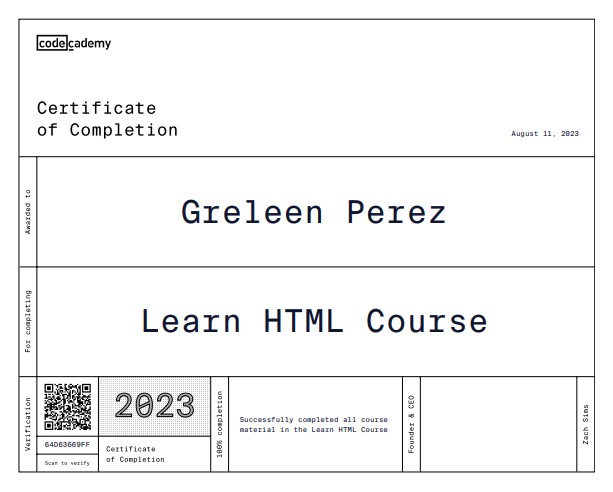 codecademy
Certificate
of Completion
August 11, 2023
Awarded to
Greleen Perez
For completing
Learn HTML Course
Verification
64D63669FF
Scan to verify
2023
Certificate
of Completion
100% completion
Successfully completed all course
material in the Learn HTML Course
Founder & CEO
Zach Sims